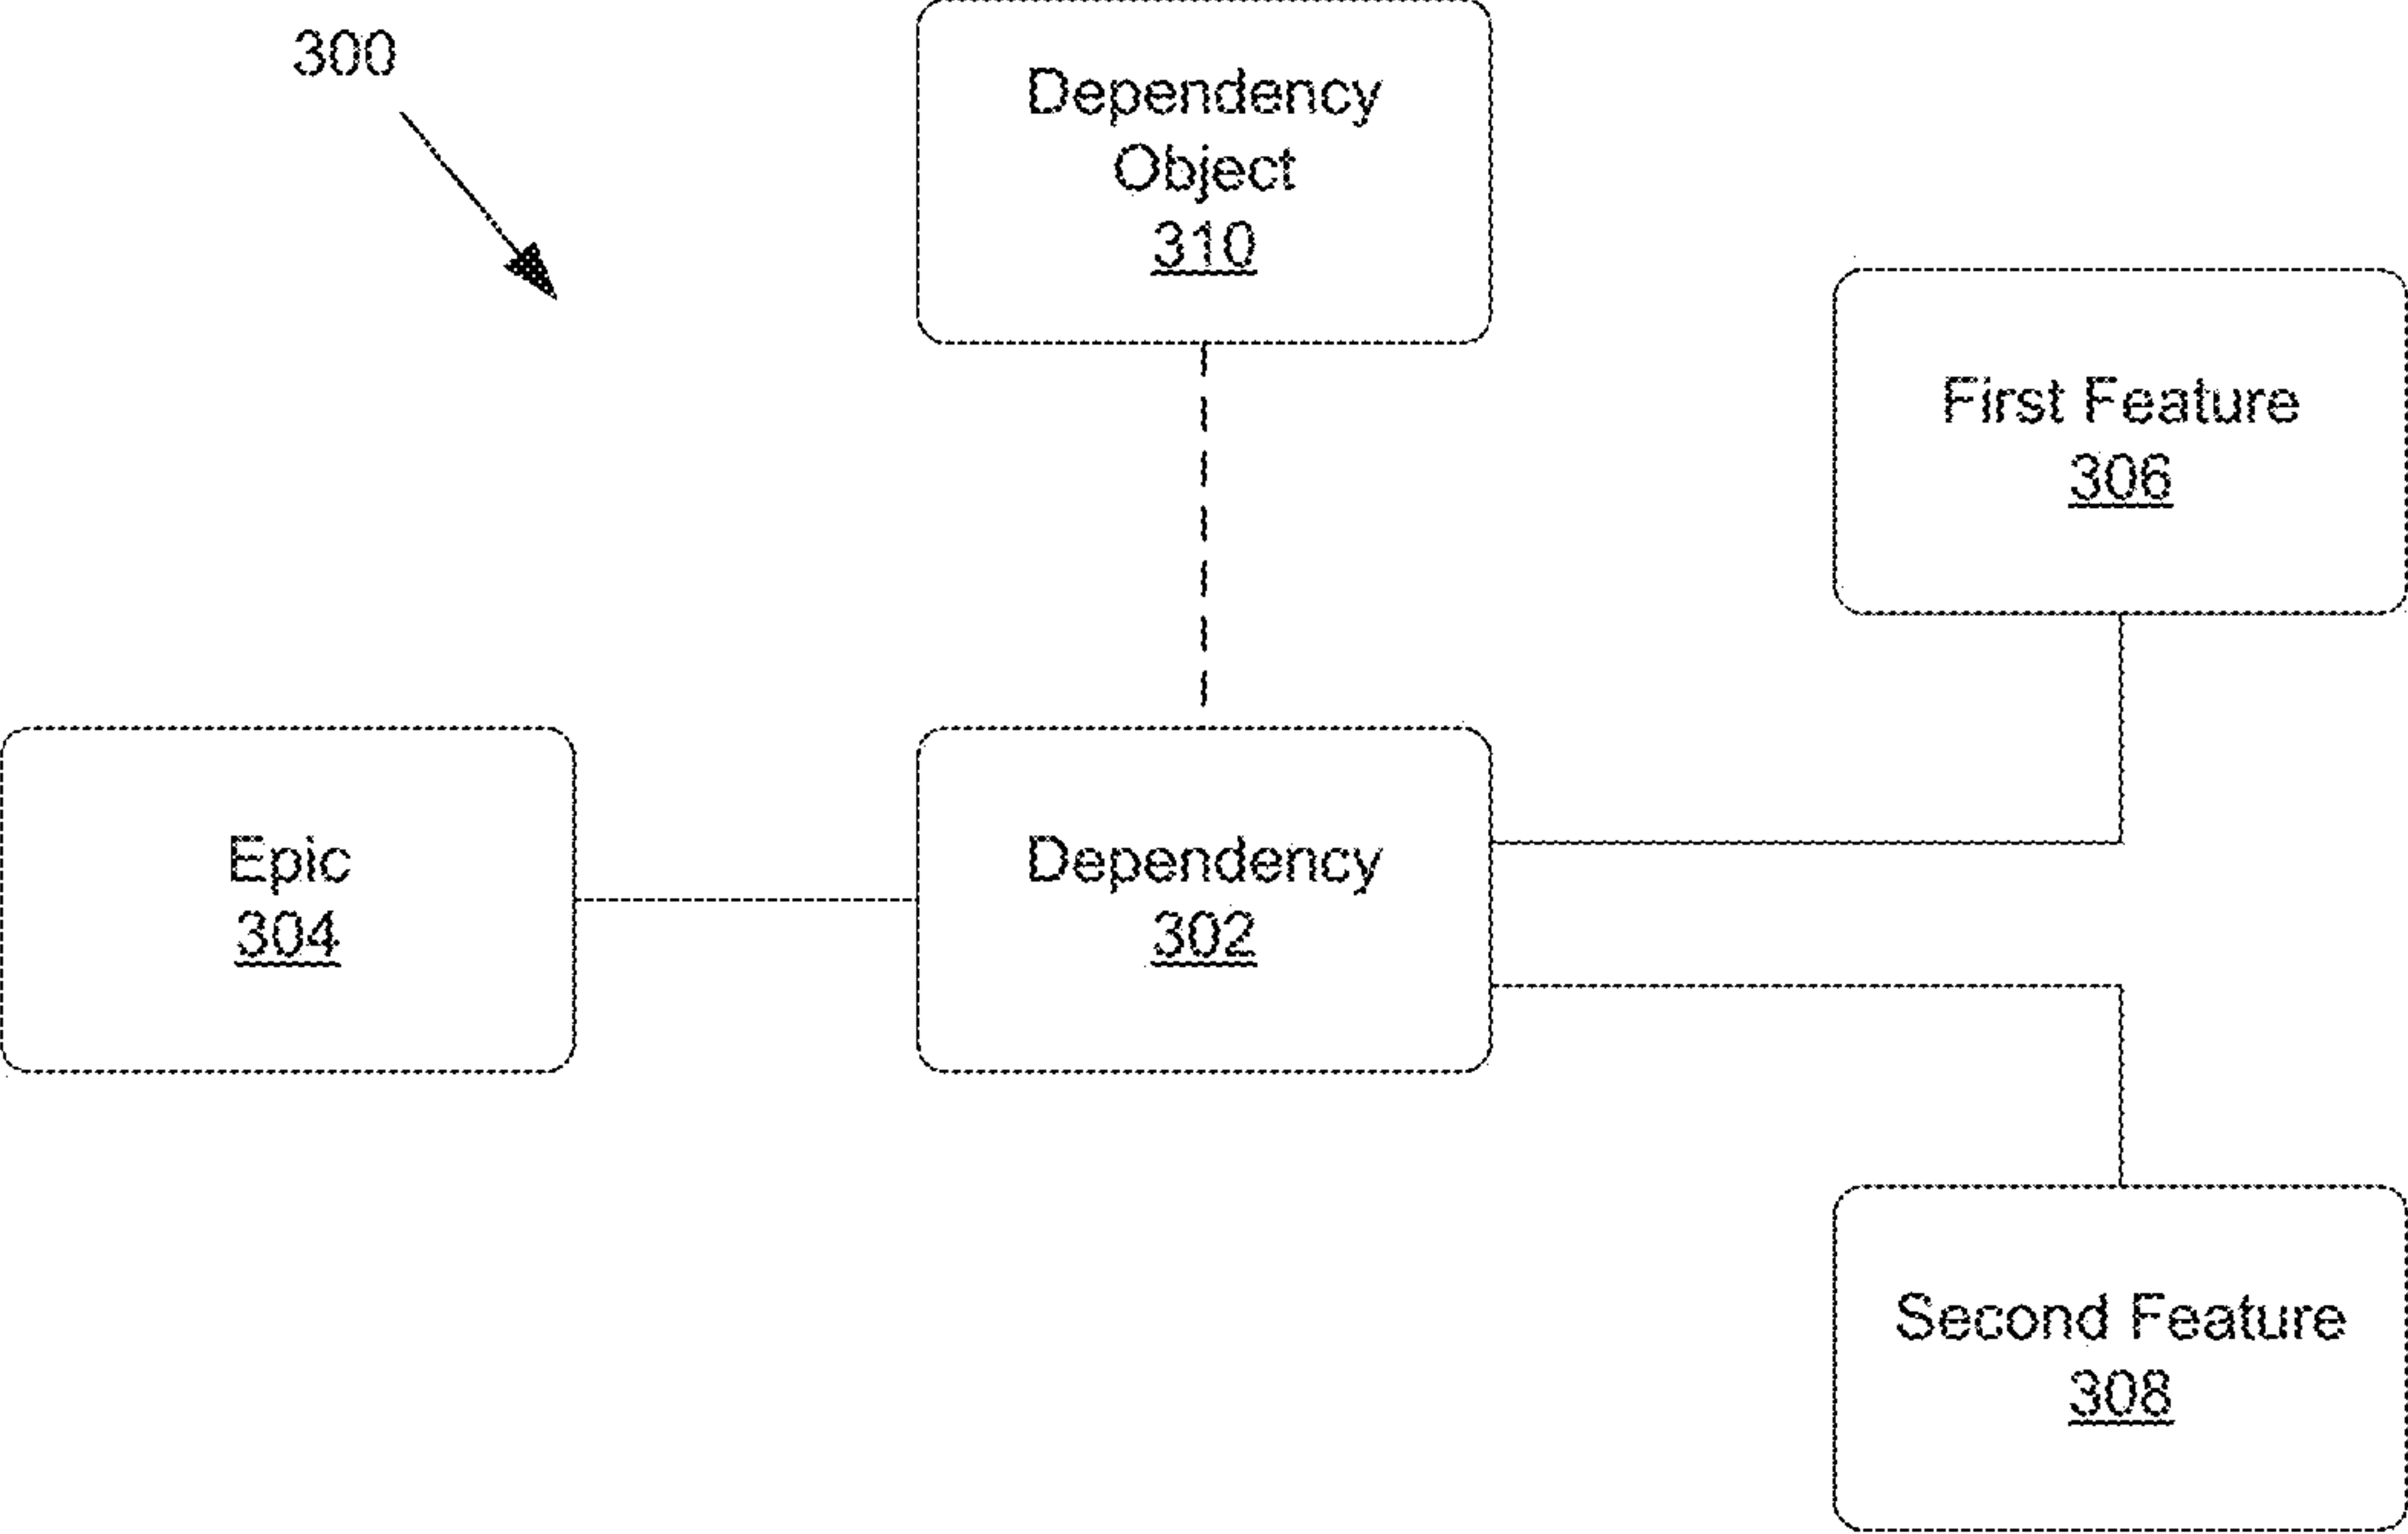 300
Dependency
Object
310
First Feature
306
Epic
304
Dependency
302
Second Feature
308